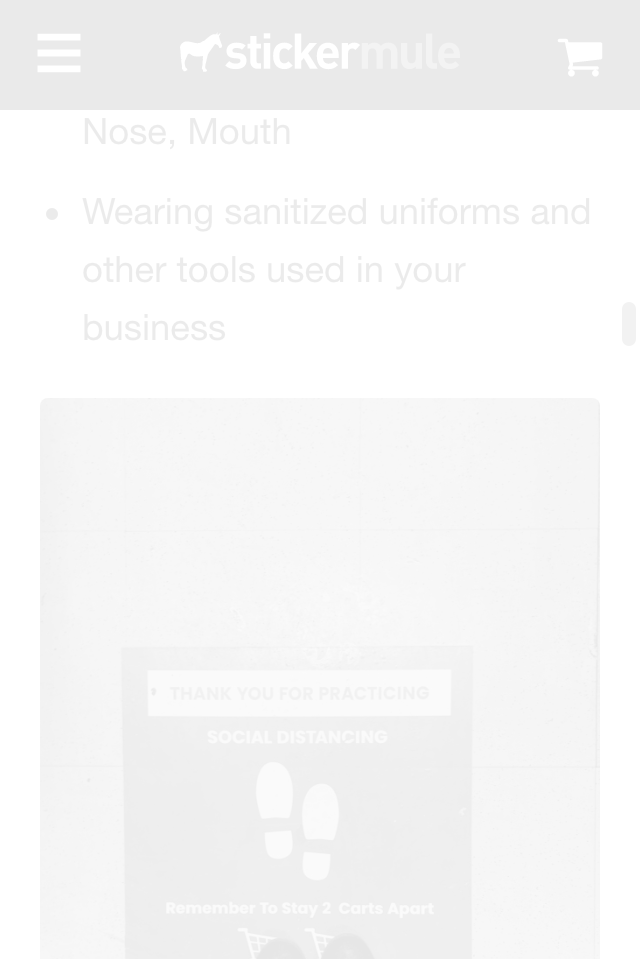 stickermule
Nose, Mouth
• Wearing sanitized uniforms and
other tools used in your
business
THANK YOU FOR PRACTICING
SOCIAL DISTANCING
Remember To Stay 2 Carts Apart